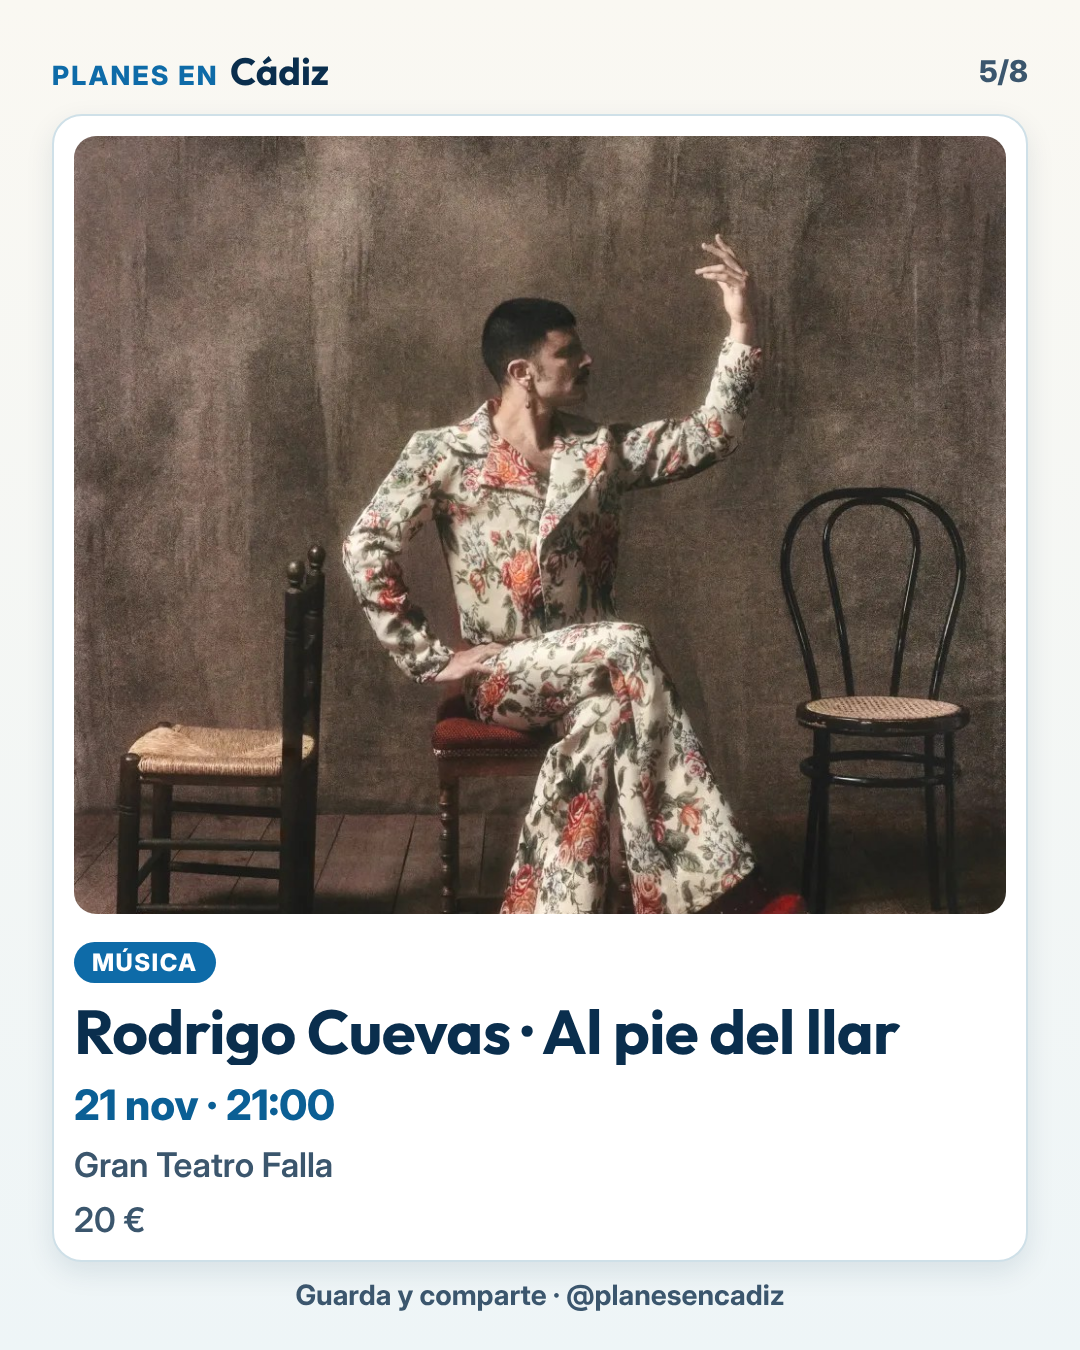 PLANES EN Cádiz
5/8
MÚSICA
Rodrigo Cuevas · Al pie del llar
21 nov · 21:00
Gran Teatro Falla
20 €
Guarda y comparte · @planesencadiz